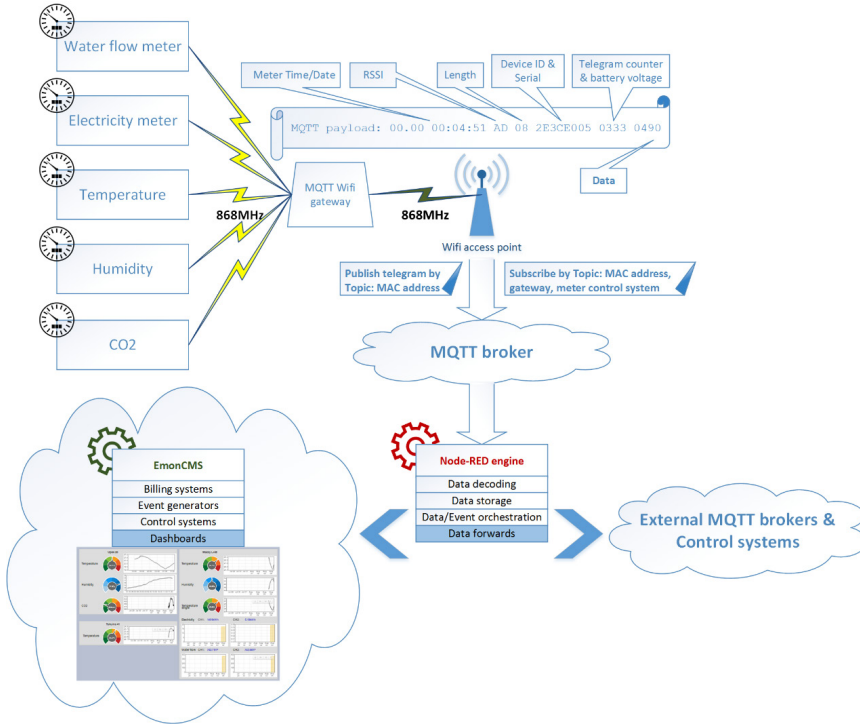 Water flow meter
Electricity meter
Temperature
Humidity
CO2
868MHz
MQTT Wifi
gateway
868MHz
Meter Time/Date
RSSI
Length
Device ID &
Serial
Telegram counter
& battery voltage
MQTT payload: 00.00 00:04:51 AD 08 2E3CE005 0333 0490
Data
Wifi access point
Publish telegram by
Topic: MAC address
Subscribe by Topic: MAC address,
gateway, meter control system
MQTT broker
EmonCMS
Billing systems
Event generators
Control systems
Dashboards
Node-RED engine
Data decoding
Data storage
Data/Event orchestration
Data forwards
External MQTT brokers &
Control systems
Temperature
Humidity
CO2
Temperature
Temperature
Humidity